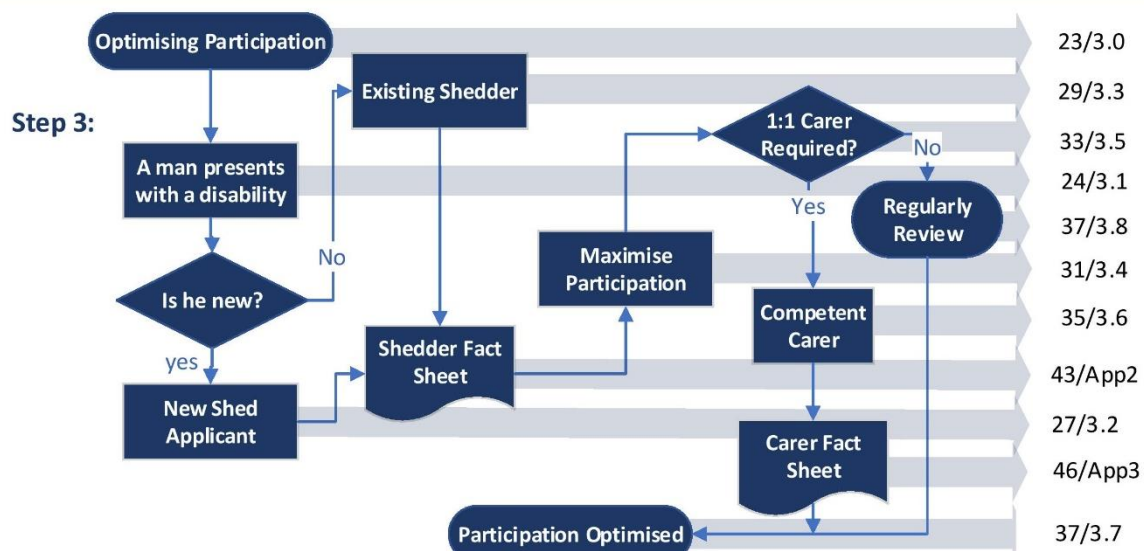 Optimising Participation
23/3.0
Existing Shedder
29/3.3
Step 3:
1:1 Carer
Required?
33/3.5
No
A man presents
with a disability
24/3.1
Yes
Regularly
Review
37/3.8
No
Maximise
Participation
31/3.4
Is he new?
Competent
Carer
35/3.6
yes
Shedder Fact
Sheet
43/App2
New Shed
Applicant
27/3.2
Carer Fact
Sheet
46/App3
Participation Optimised
37/3.7